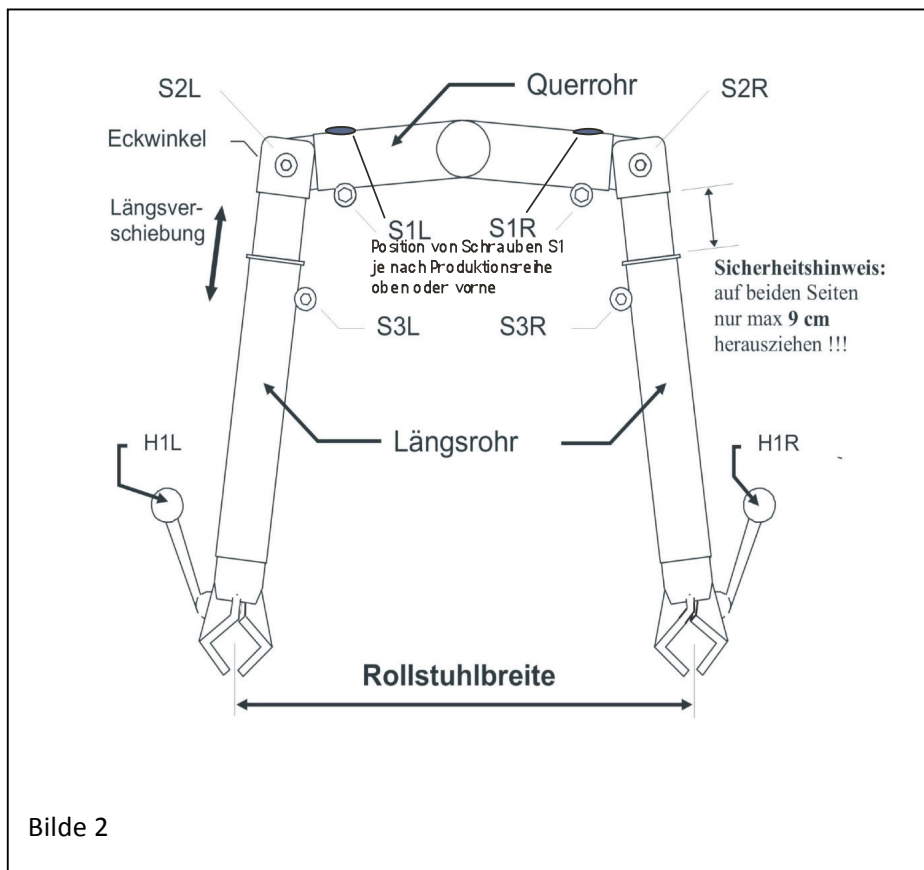 Querrohr
S2L
S2R
Eckwinkel
Längsver-
schiebung
S1L
S1R
Position von Schrauben S1
je nach Produktionsreihe
oben oder vorne
Sicherheitshinweis:
auf beiden Seiten
nur max 9 cm
herausziehen !!!
S3L
S3R
Längsrohr
H1L
H1R
Rollstuhlbreite
Bilde 2